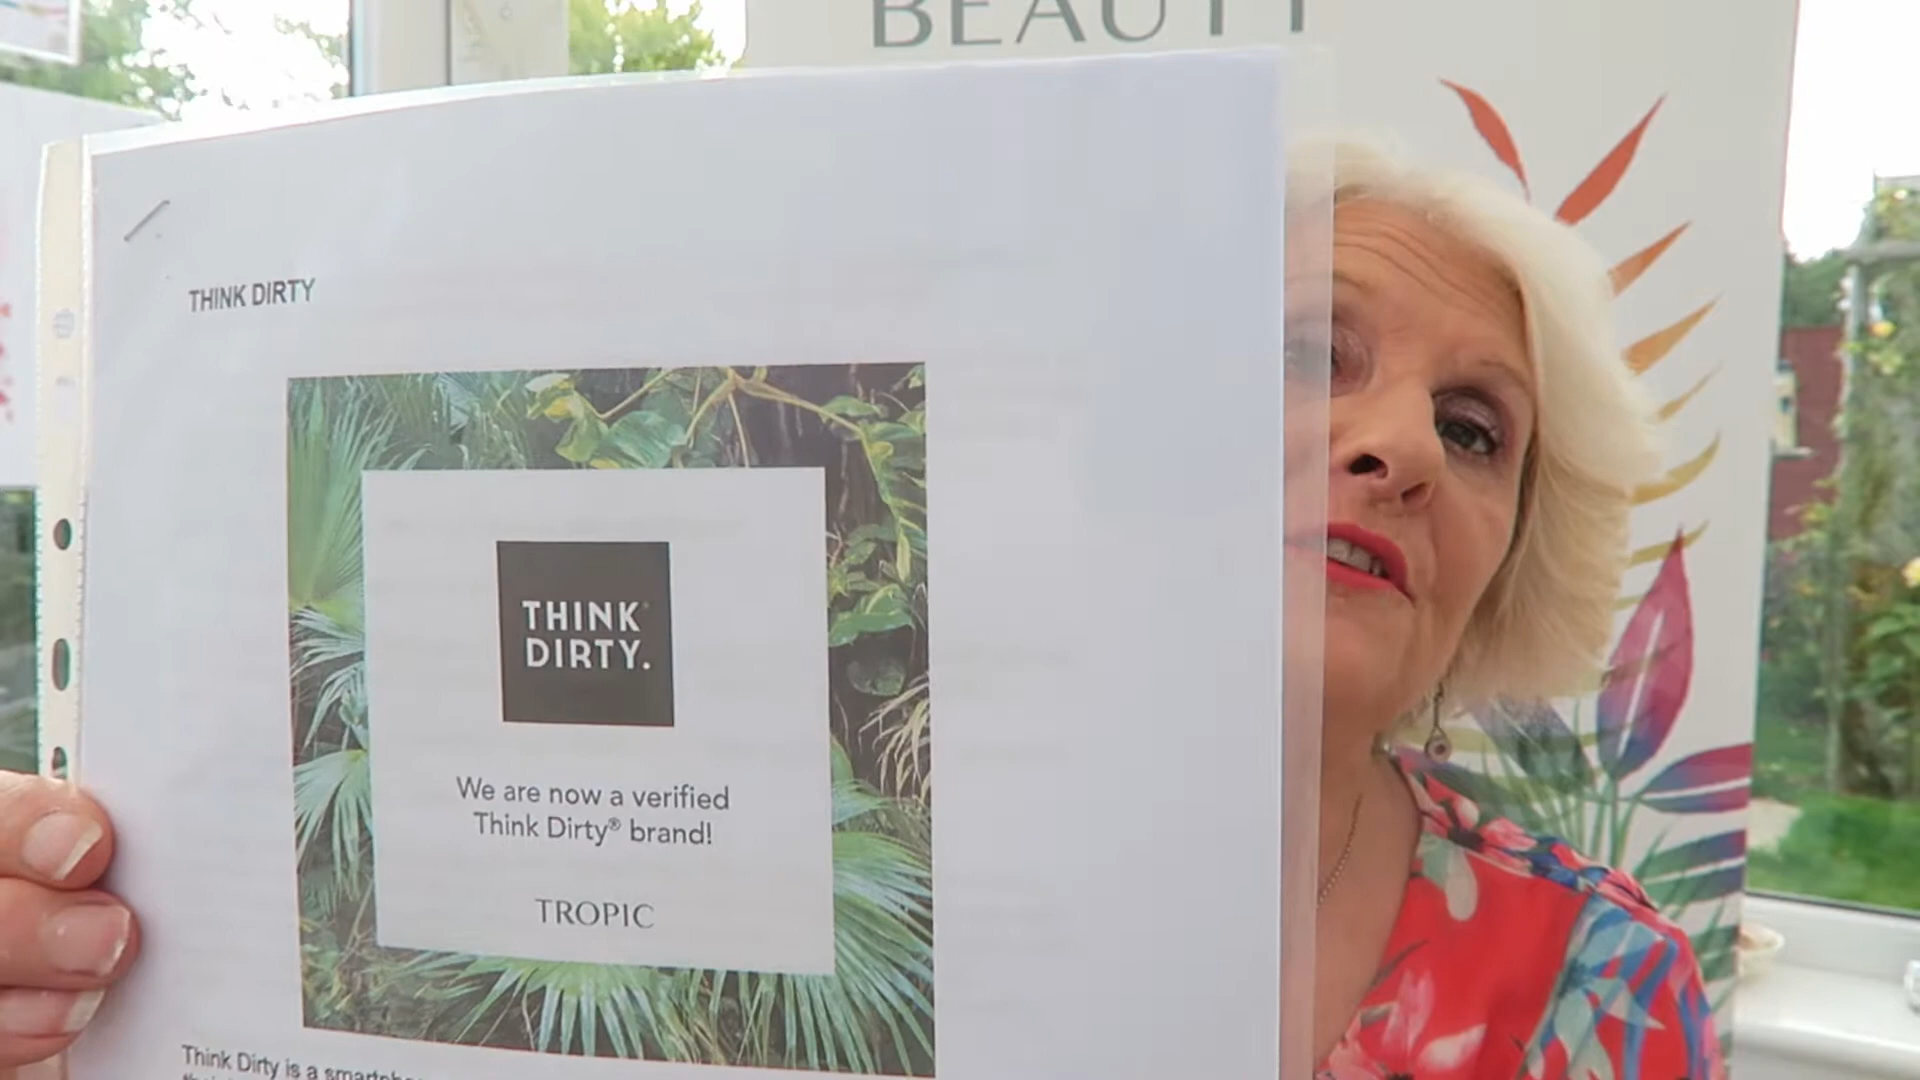 BEAUTY
THINK DIRTY
THINK
DIRTY.
We are now a verified
Think Dirty® brand!
TROPIC
Think Dirty is a